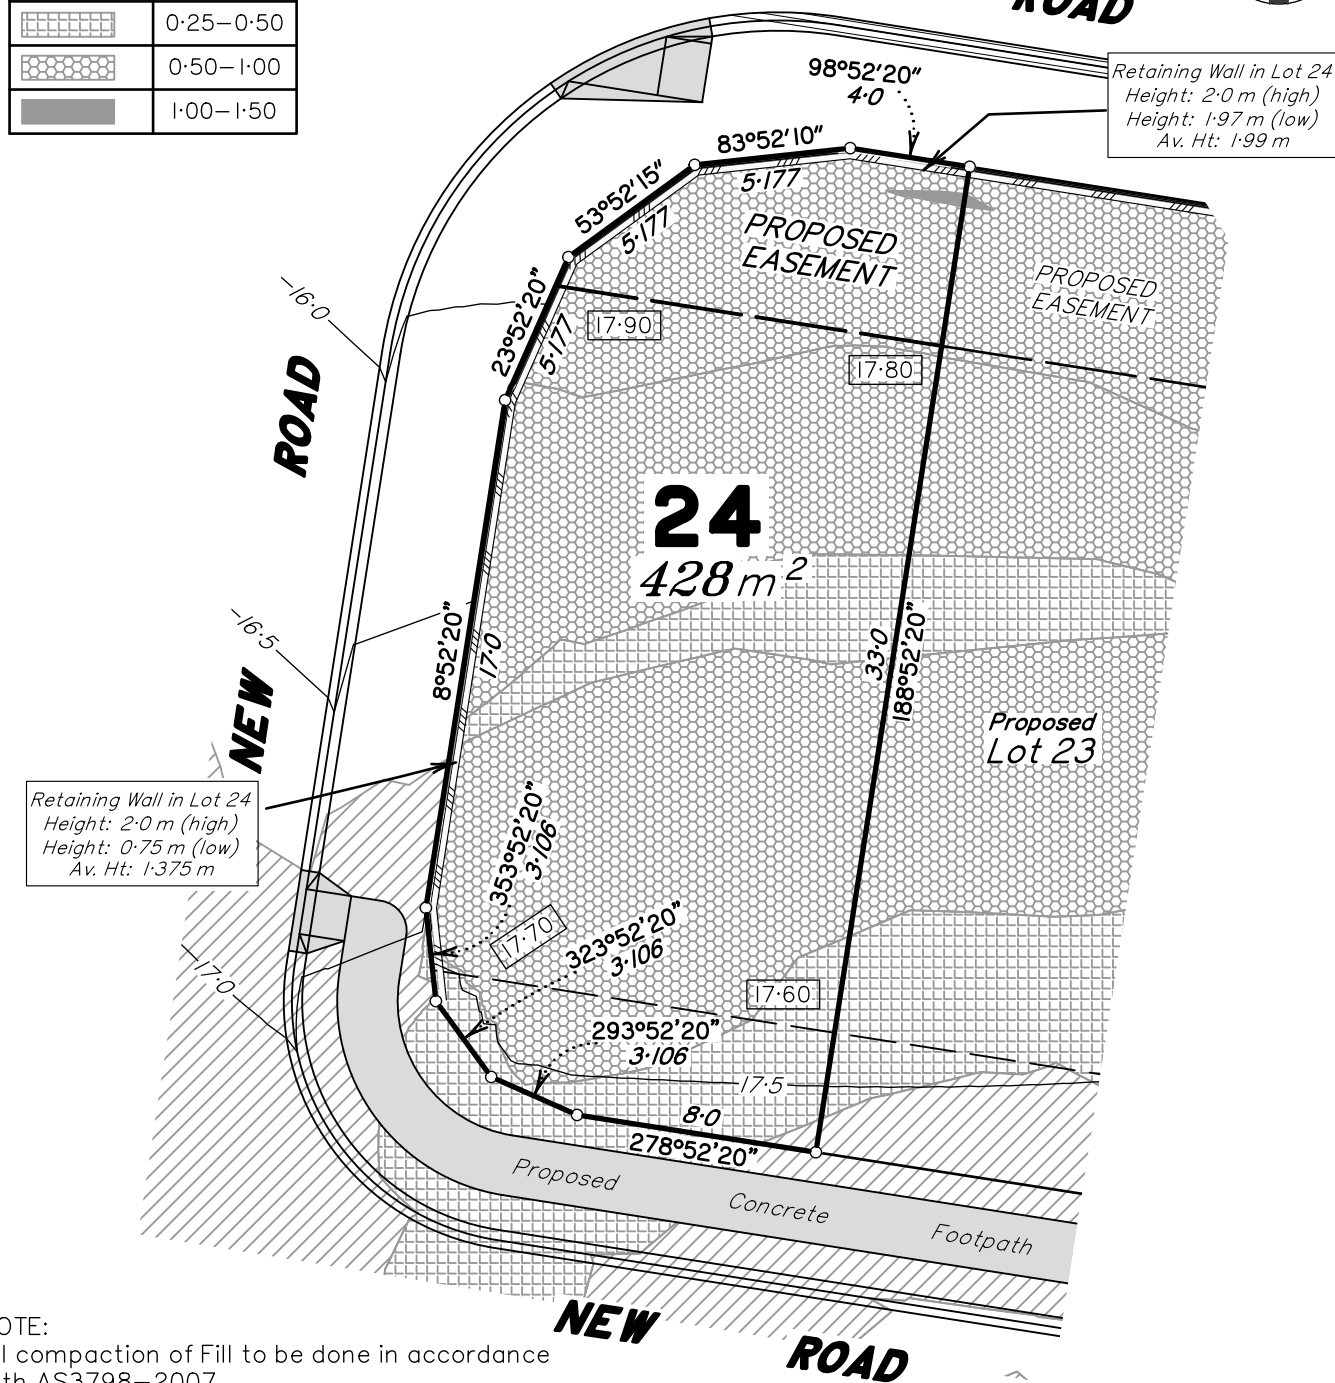 0·25–0·50
0·50–1·00
1·00–1·50
ROAD
98°52'20"
4·0
Retaining Wall in Lot 24
Height: 2·0 m (high)
Height: 1·97 m (low)
Av. Ht: 1·99 m
83°52'10"
5·177
53°52'15"
5·177
PROPOSED
EASEMENT
PROPOSED
EASEMENT
23°52'20"
5·177
–16·0
17·90
17·80
ROAD
24
428 m²
–16·5
8°52'20"
17·0
33·0
188°52'20"
NEW
Proposed
Lot 23
Retaining Wall in Lot 24
Height: 2·0 m (high)
Height: 0·75 m (low)
Av. Ht: 1·375 m
353°52'20"
3·106
17·70
323°52'20"
3·106
–17·0
17·60
293°52'20"
3·106
–17·5
8·0
278°52'20"
Proposed Concrete Footpath
NEW ROAD
OTE:
l compaction of Fill to be done in accordance
th AS3798–2007